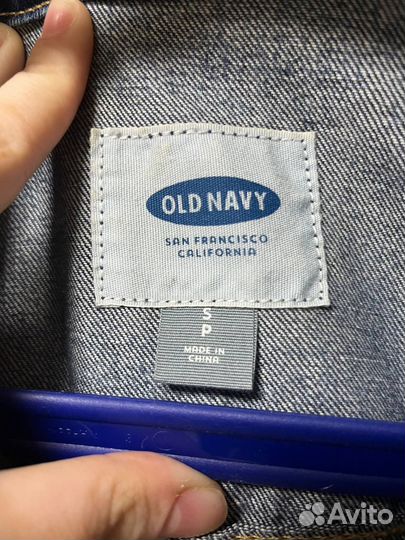 OLD NAVY
SAN FRANCISCO
CALIFORNIA
S
P
MADE IN
CHINA
Avito